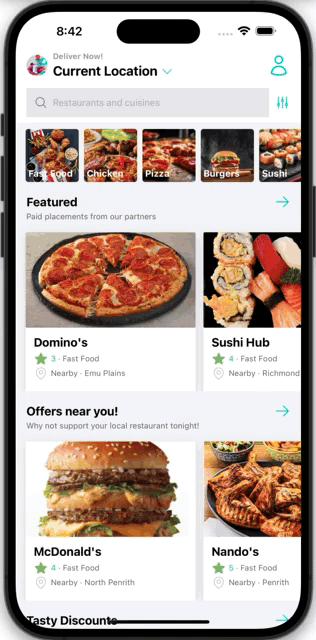 8:42
Deliver Now!
Current Location
Restaurants and cuisines
Fast Food
Chicken
Pizza
Burgers
Sushi
Featured
Paid placements from our partners
Domino's
3 · Fast Food
Nearby · Emu Plains
Sushi Hub
4 · Fast Food
Nearby · Richmond
Offers near you!
Why not support your local restaurant tonight!
McDonald's
4 · Fast Food
Nearby · North Penrith
Nando's
5 · Fast Food
Nearby · Penrith
Tasty Discounts